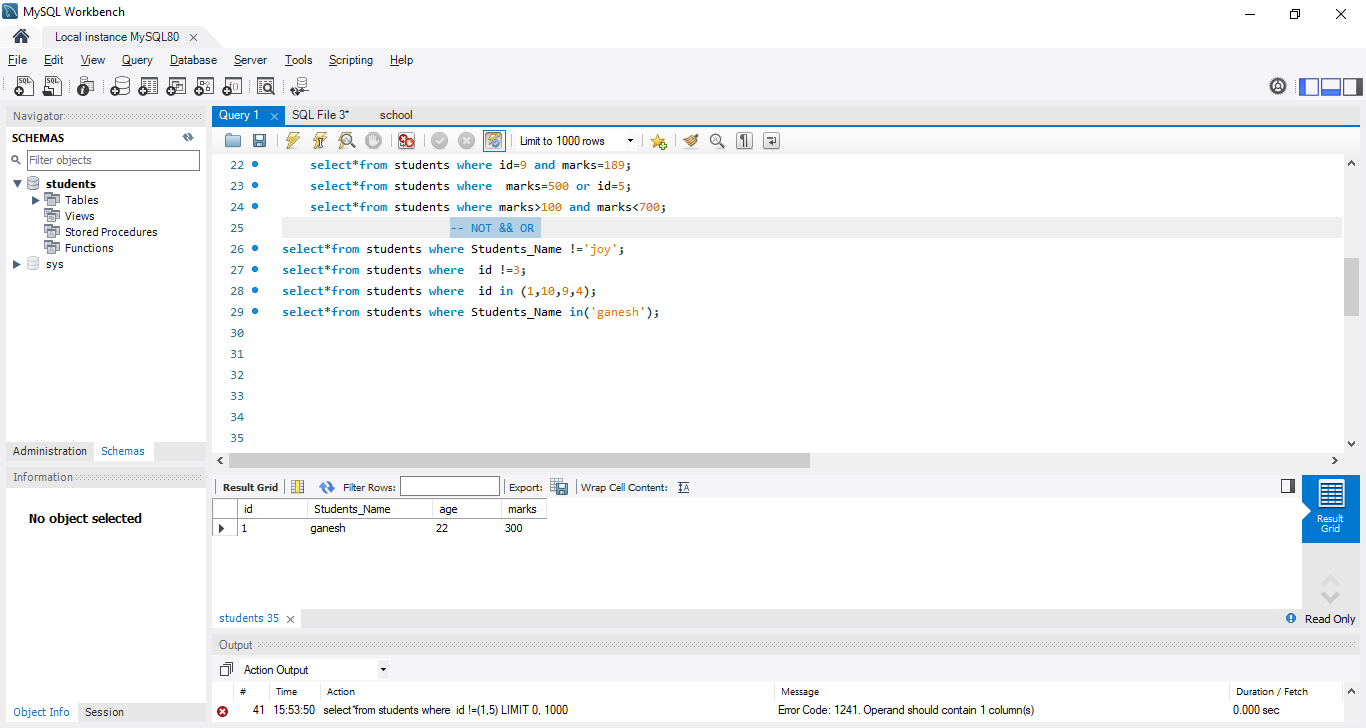 MySQL Workbench
Local instance MySQL80
File Edit View Query Database Server Tools Scripting Help
Navigator
SCHEMAS
Filter objects
students
Tables
Views
Stored Procedures
Functions
sys
Administration Schemas
Information
No object selected
Object Info Session
Query 1 SQL File 3* school
Limit to 1000 rows
22 select*from students where id=9 and marks=189;
23 select*from students where  marks=500 or id=5;
24 select*from students where marks>100 and marks<700;
25 -- NOT && OR
26 select*from students where Students_Name !='joy';
27 select*from students where  id !=3;
28 select*from students where  id in (1,10,9,4);
29 select*from students where Students_Name in('ganesh');
30
31
32
33
34
35
Result Grid Filter Rows: Export: Wrap Cell Content:
id Students_Name age marks
1 ganesh 22 300
Result Grid
students 35
Read Only
Output
Action Output
# Time Action Message Duration / Fetch
41 15:53:50 select*from students where  id !=(1,5) LIMIT 0, 1000 Error Code: 1241. Operand should contain 1 column(s) 0.000 sec